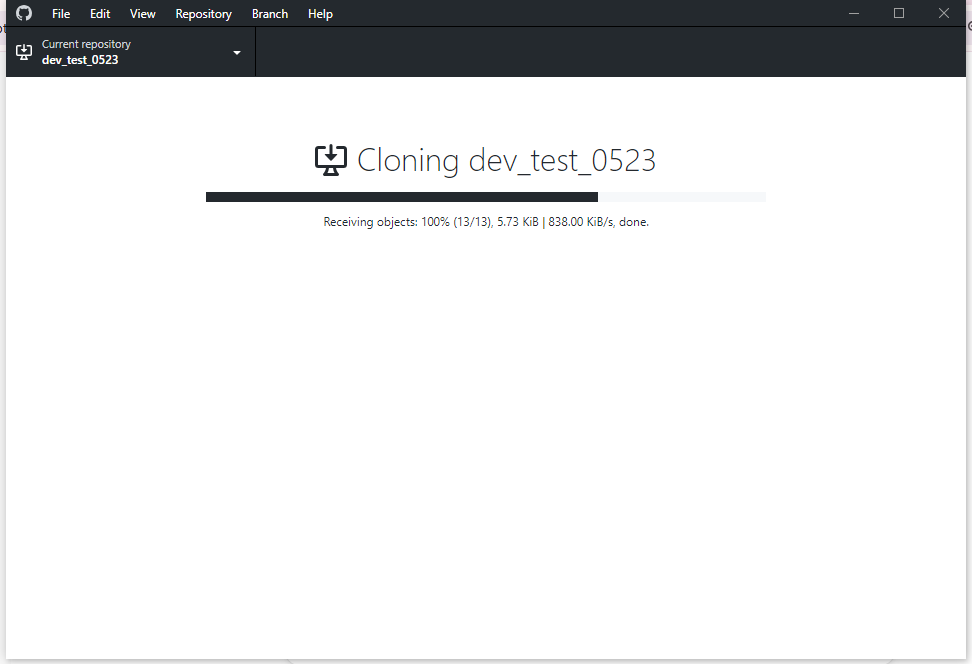 File Edit View Repository Branch Help
Current repository
dev_test_0523
Cloning dev_test_0523
Receiving objects: 100% (13/13), 5.73 KiB | 838.00 KiB/s, done.